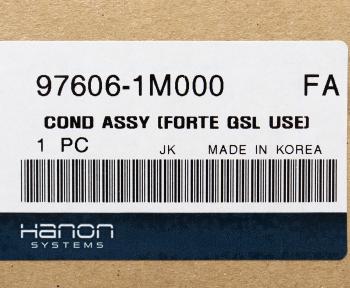 97606-1M000 FA
COND ASSY (FORTE GSL USE)
1 PC JK MADE IN KOREA
Hanon
SYSTEMS